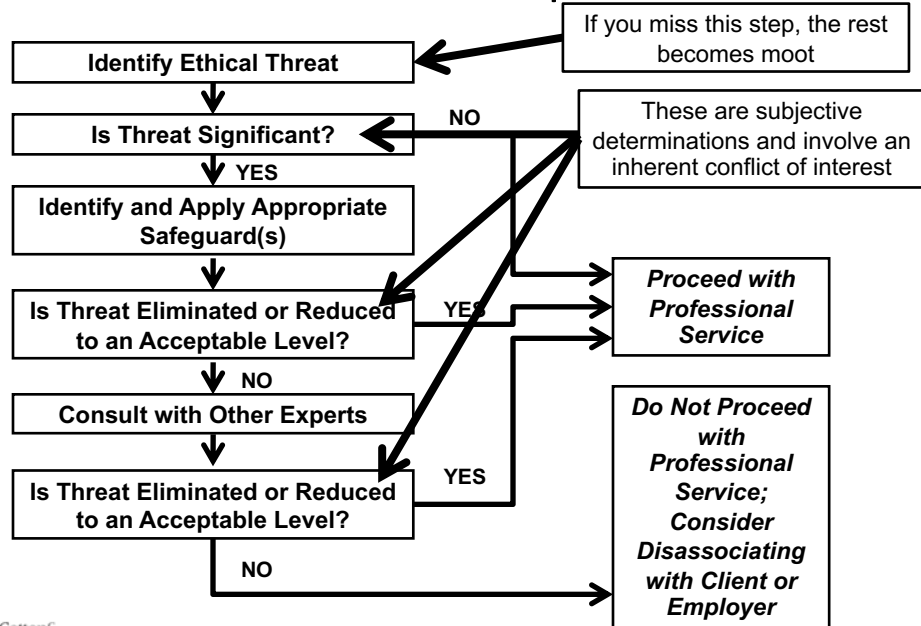 If you miss this step, the rest
becomes moot
Identify Ethical Threat
These are subjective
determinations and involve an
inherent conflict of interest
NO
Is Threat Significant?
YES
Identify and Apply Appropriate
Safeguard(s)
Proceed with
Professional
Service
Is Threat Eliminated or Reduced
to an Acceptable Level?
YES
NO
Consult with Other Experts
Do Not Proceed
with
Professional
Service;
Consider
Disassociating
with Client or
Employer
Is Threat Eliminated or Reduced
to an Acceptable Level?
YES
NO